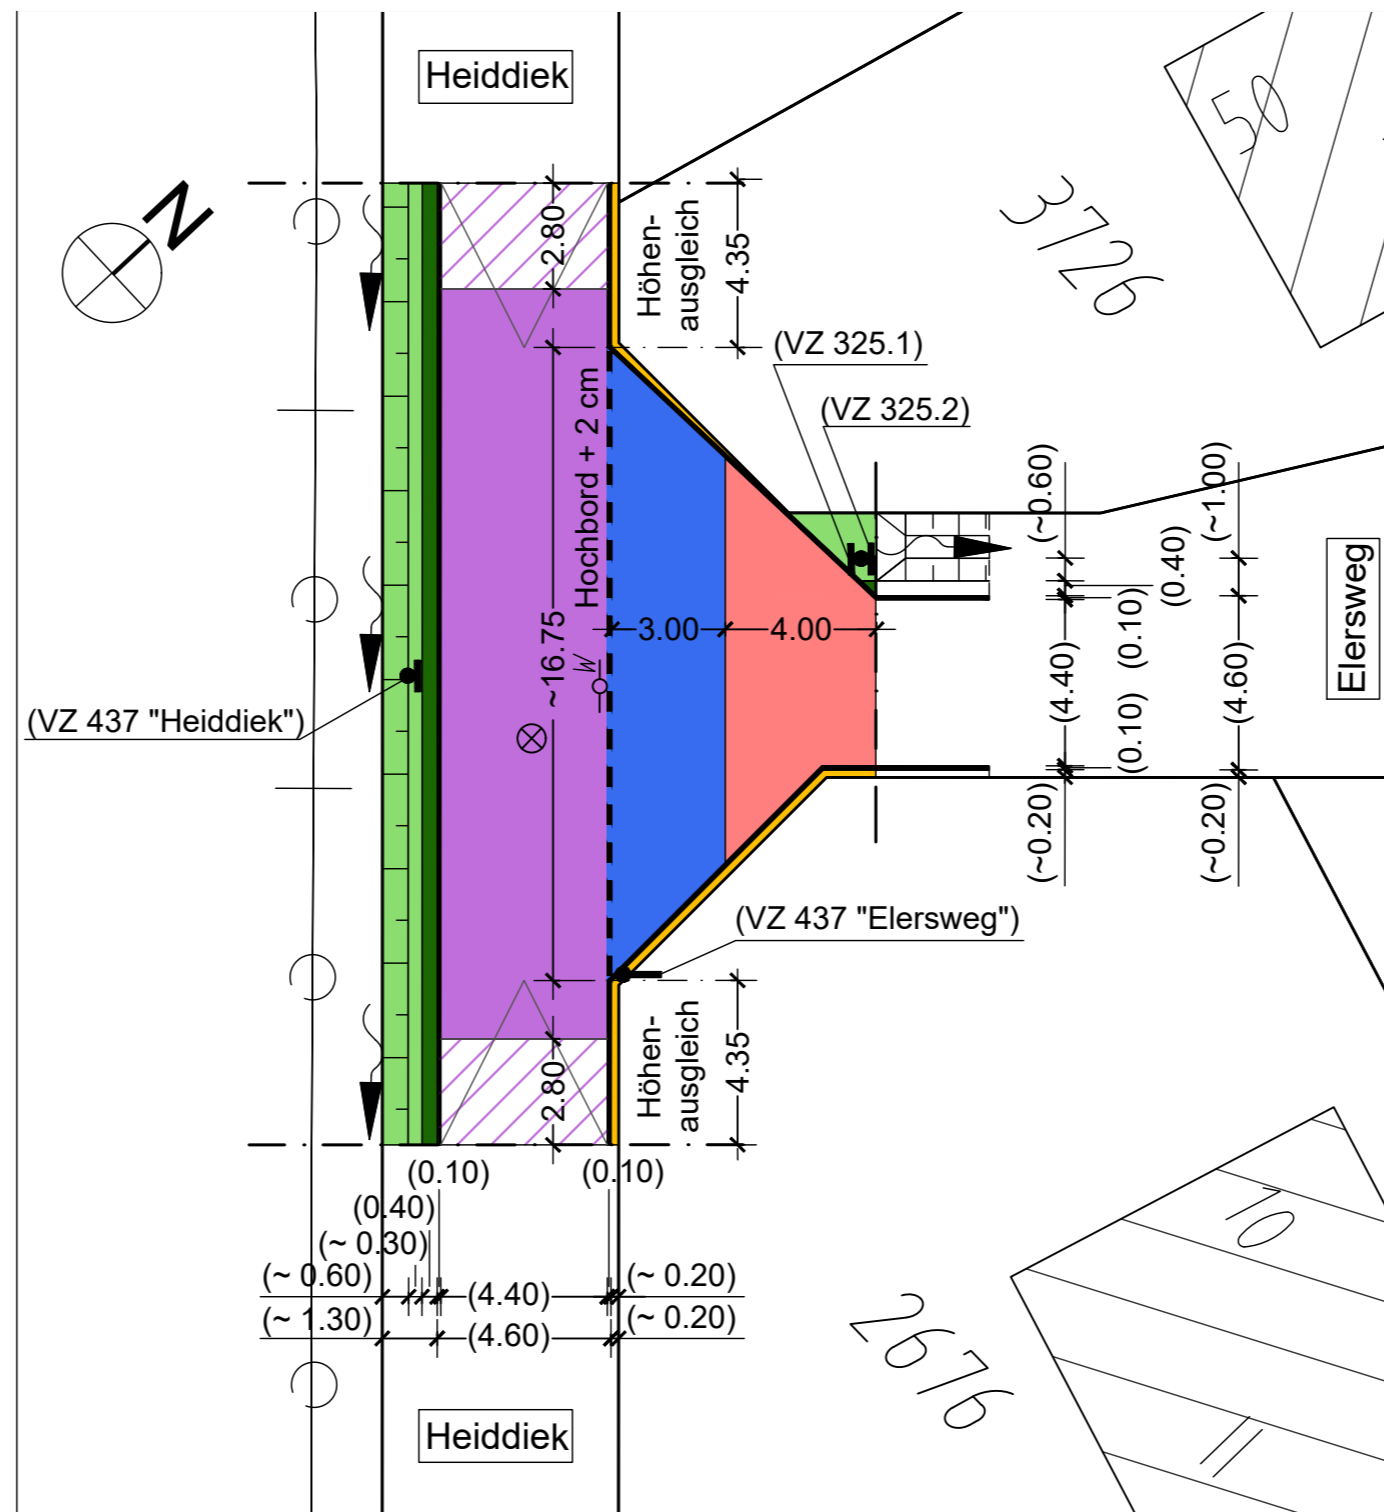 Heiddiek
50
N
3726
2.80
Höhen-
ausgleich
4.35
(VZ 325.1)
(VZ 325.2)
Hochbord + 2 cm
(~0.60)
(~1.00)
(0.40)
(0.10)
3.00
4.00
~16.75
W
(4.40)
(0.10)
(4.60)
Elersweg
(VZ 437 "Heiddiek")
(~0.20)
(~0.20)
(VZ 437 "Elersweg")
Höhen-
ausgleich
4.35
2.80
(0.10)
(0.10)
(0.40)
(~ 0.30)
(~ 0.60)
(4.40)
(~ 0.20)
(~ 1.30)
(4.60)
(~ 0.20)
10
2676
Heiddiek